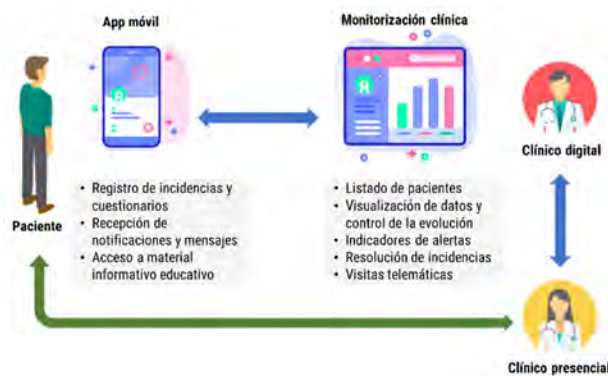 App móvil
Monitorización clínica
Clínico digital
Paciente
• Registro de incidencias y
cuestionarios
• Recepción de
notificaciones y mensajes
• Acceso a material
informativo educativo
• Listado de pacientes
• Visualización de datos y
control de la evolución
• Indicadores de alertas
• Resolución de incidencias
• Visitas telemáticas
Clínico presencial